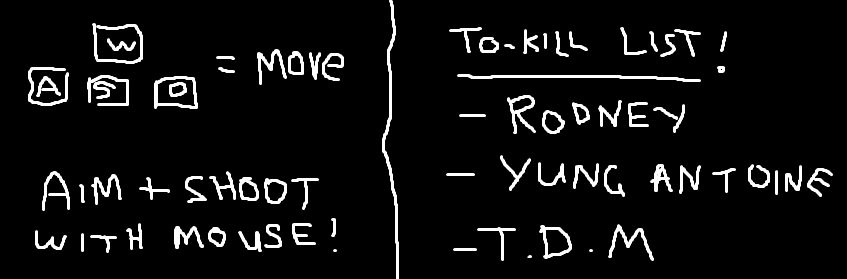 W
A S D = MOVE
AIM + SHOOT
WITH MOUSE!
TO-KILL LIST!
- RODNEY
- YUNG ANTOINE
- T.D.M